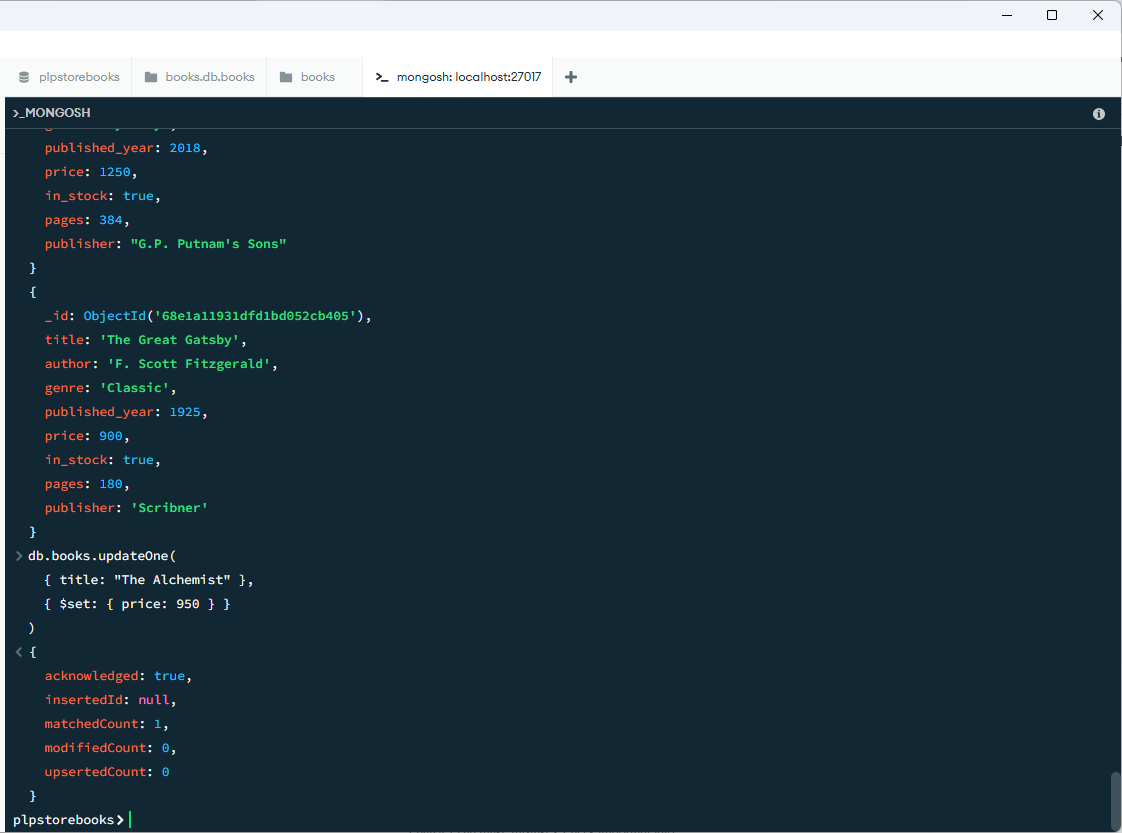 plpstorebooks books.db.books books >_ mongosh: localhost:27017 +
>_MONGOSH
published_year: 2018,
price: 1250,
in_stock: true,
pages: 384,
publisher: "G.P. Putnam's Sons"
}
{
_id: ObjectId('68e1a11931dfd1bd052cb405'),
title: 'The Great Gatsby',
author: 'F. Scott Fitzgerald',
genre: 'Classic',
published_year: 1925,
price: 900,
in_stock: true,
pages: 180,
publisher: 'Scribner'
}
> db.books.updateOne(
{ title: "The Alchemist" },
{ $set: { price: 950 } }
)
< {
acknowledged: true,
insertedId: null,
matchedCount: 1,
modifiedCount: 0,
upsertedCount: 0
}
plpstorebooks>